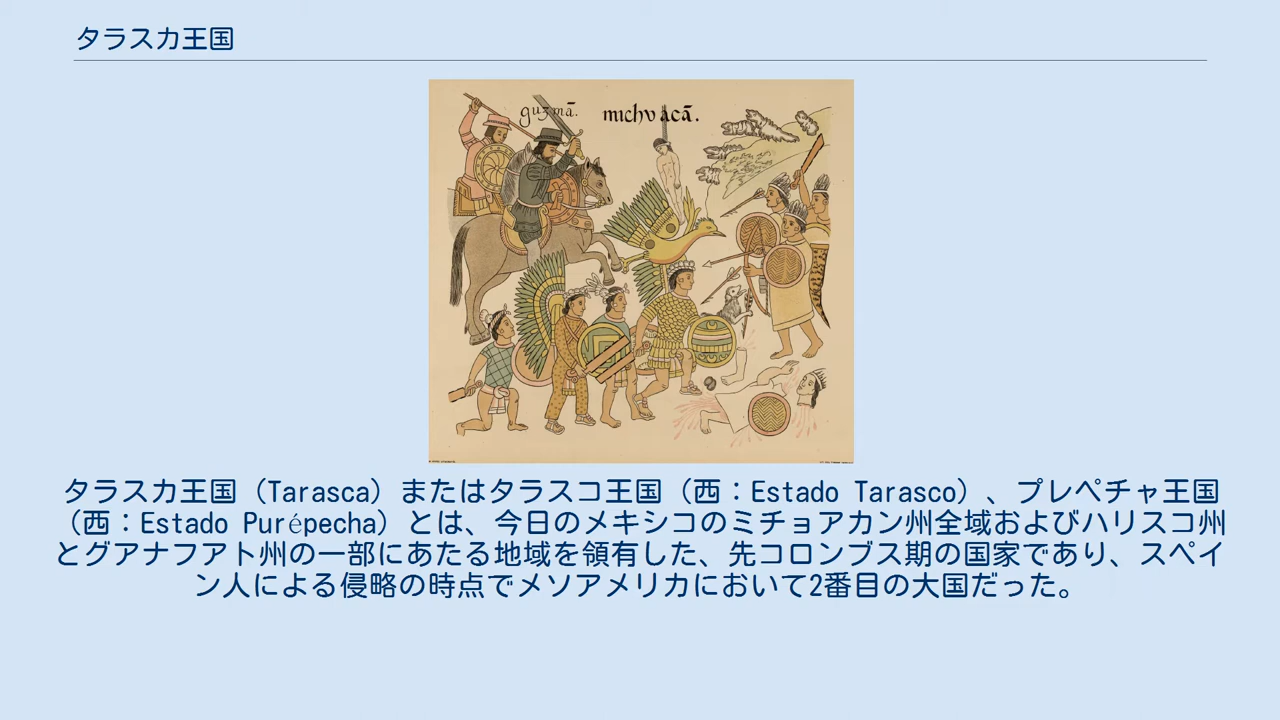 タラスカ王国
guzmā. michuacā.
タラスカ王国（Tarasca）またはタラスコ王国（西：Estado Tarasco）、プレペチャ王国
（西：Estado Purépecha）とは、今日のメキシコのミチョアカン州全域およびハリスコ州
とグアナフアト州の一部にあたる地域を領有した、先コロンブス期の国家であり、スペイ
ン人による侵略の時点でメソアメリカにおいて2番目の大国だった。